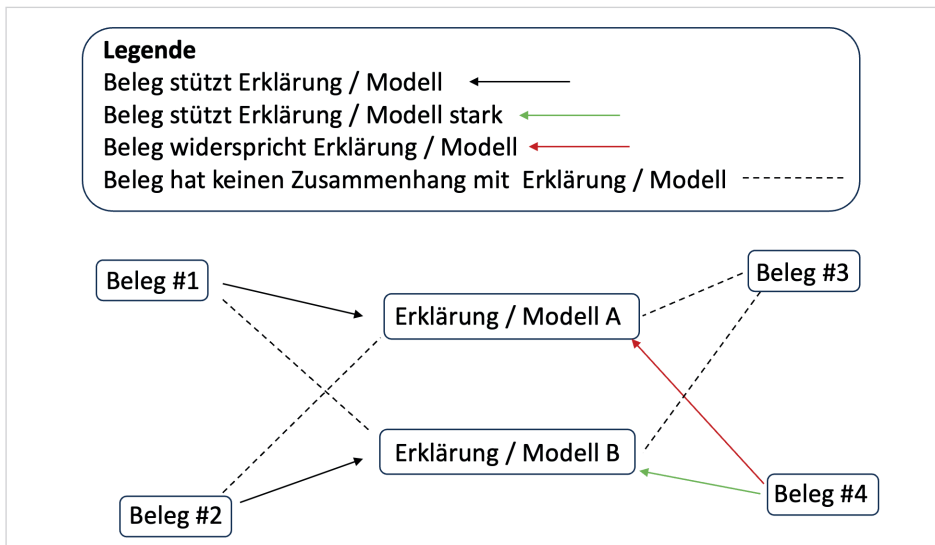 Legende
Beleg stützt Erklärung / Modell
Beleg stützt Erklärung / Modell stark
Beleg widerspricht Erklärung / Modell
Beleg hat keinen Zusammenhang mit Erklärung / Modell
Beleg #1
Beleg #3
Erklärung / Modell A
Erklärung / Modell B
Beleg #2
Beleg #4